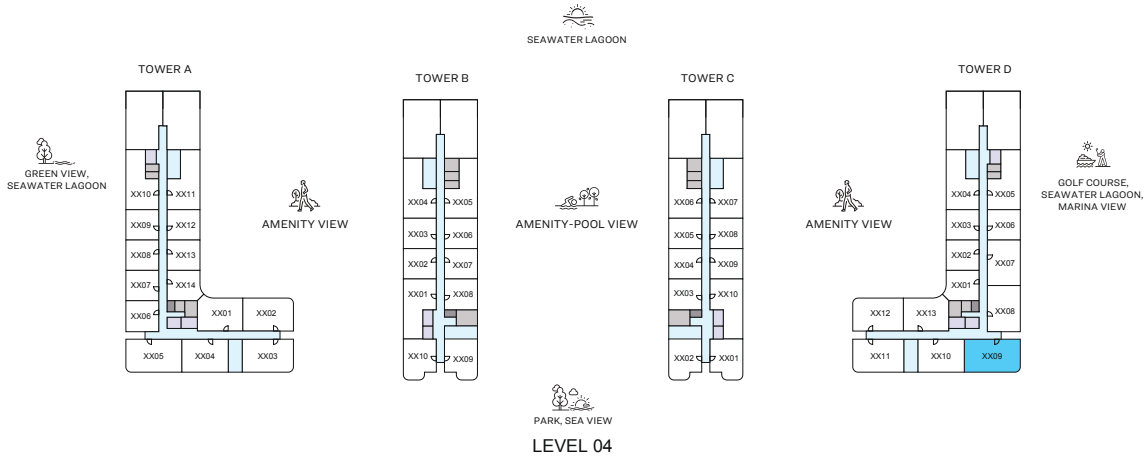 SEAWATER LAGOON
TOWER A
TOWER B
TOWER C
TOWER D
GREEN VIEW,
SEAWATER LAGOON
AMENITY VIEW
AMENITY-POOL VIEW
AMENITY VIEW
GOLF COURSE,
SEAWATER LAGOON,
MARINA VIEW
XX10 XX11
XX09 XX12
XX08 XX13
XX07 XX14
XX06 XX01 XX02
XX05 XX04 XX03
XX04 XX05
XX03 XX06
XX02 XX07
XX01 XX08
XX10 XX09
XX06 XX07
XX05 XX08
XX04 XX09
XX03 XX10
XX02 XX01
XX04 XX05
XX03 XX06
XX02 XX07
XX01
XX12 XX13 XX08
XX11 XX10 XX09
PARK, SEA VIEW
LEVEL 04